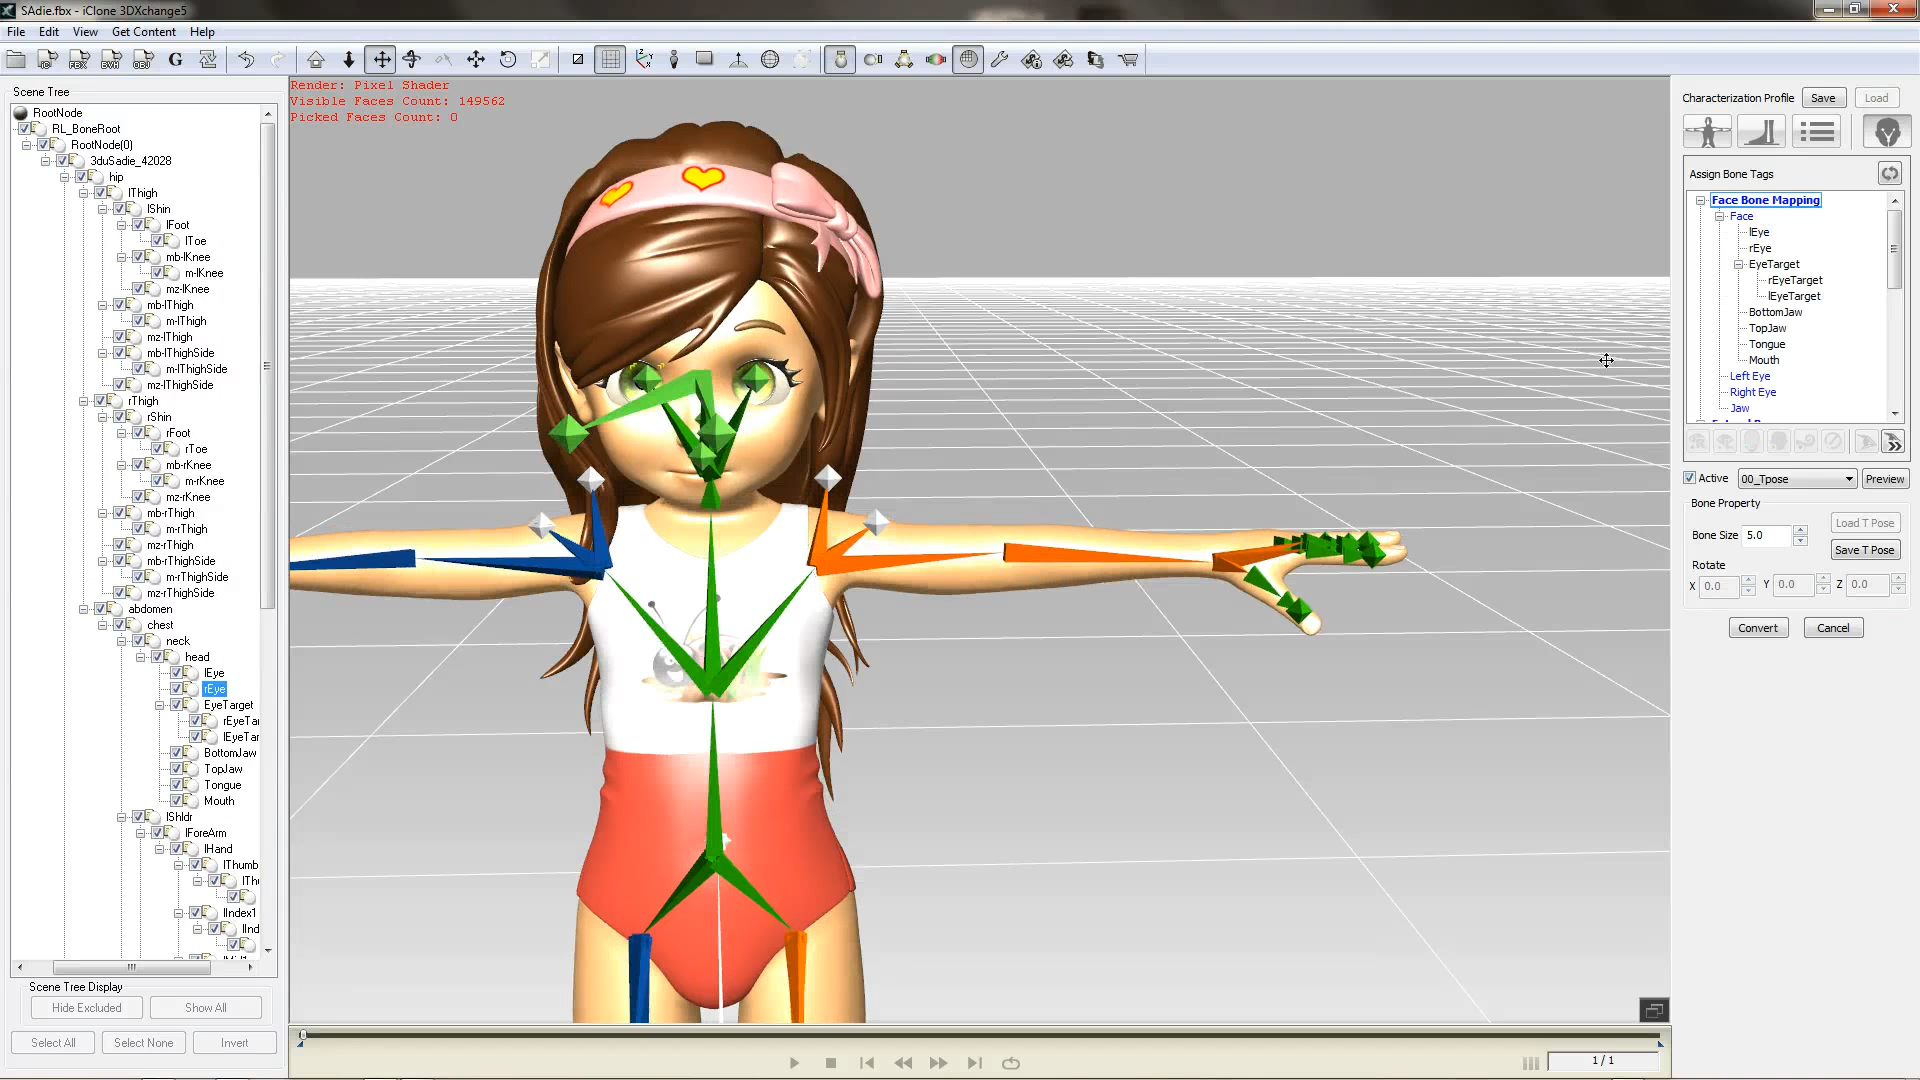 SAdie.fbx - iClone 3DXchange5
File Edit View Get Content Help
Scene Tree
RootNode
RL_BoneRoot
RootNode(0)
3duSadie_42028
hip
lThigh
lShin
lFoot
lToe
mb-lKnee
m-lKnee
mz-lKnee
mb-lThigh
m-lThigh
mz-lThigh
mb-lThighSide
m-lThighSide
mz-lThighSide
rThigh
rShin
rFoot
rToe
mb-rKnee
m-rKnee
mz-rKnee
mb-rThigh
m-rThigh
mz-rThigh
mb-rThighSide
m-rThighSide
mz-rThighSide
abdomen
chest
neck
head
lEye
rEye
EyeTarget
rEyeTar
lEyeTar
BottomJaw
TopJaw
Tongue
Mouth
lShldr
lForeArm
lHand
lThumb
lThu
lIndex1
lInd
Scene Tree Display
Hide Excluded Show All
Select All Select None Invert
Render: Pixel Shader
Visible Faces Count: 149562
Picked Faces Count: 0
1 / 1
Characterization Profile Save Load
Assign Bone Tags
Face Bone Mapping
Face
lEye
rEye
EyeTarget
rEyeTarget
lEyeTarget
BottomJaw
TopJaw
Tongue
Mouth
Left Eye
Right Eye
Jaw
Active 00_Tpose Preview
Bone Property
Load T Pose
Bone Size 5.0
Save T Pose
Rotate
X 0.0 Y 0.0 Z 0.0
Convert Cancel